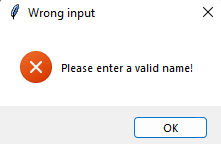 Wrong input
Please enter a valid name!
OK